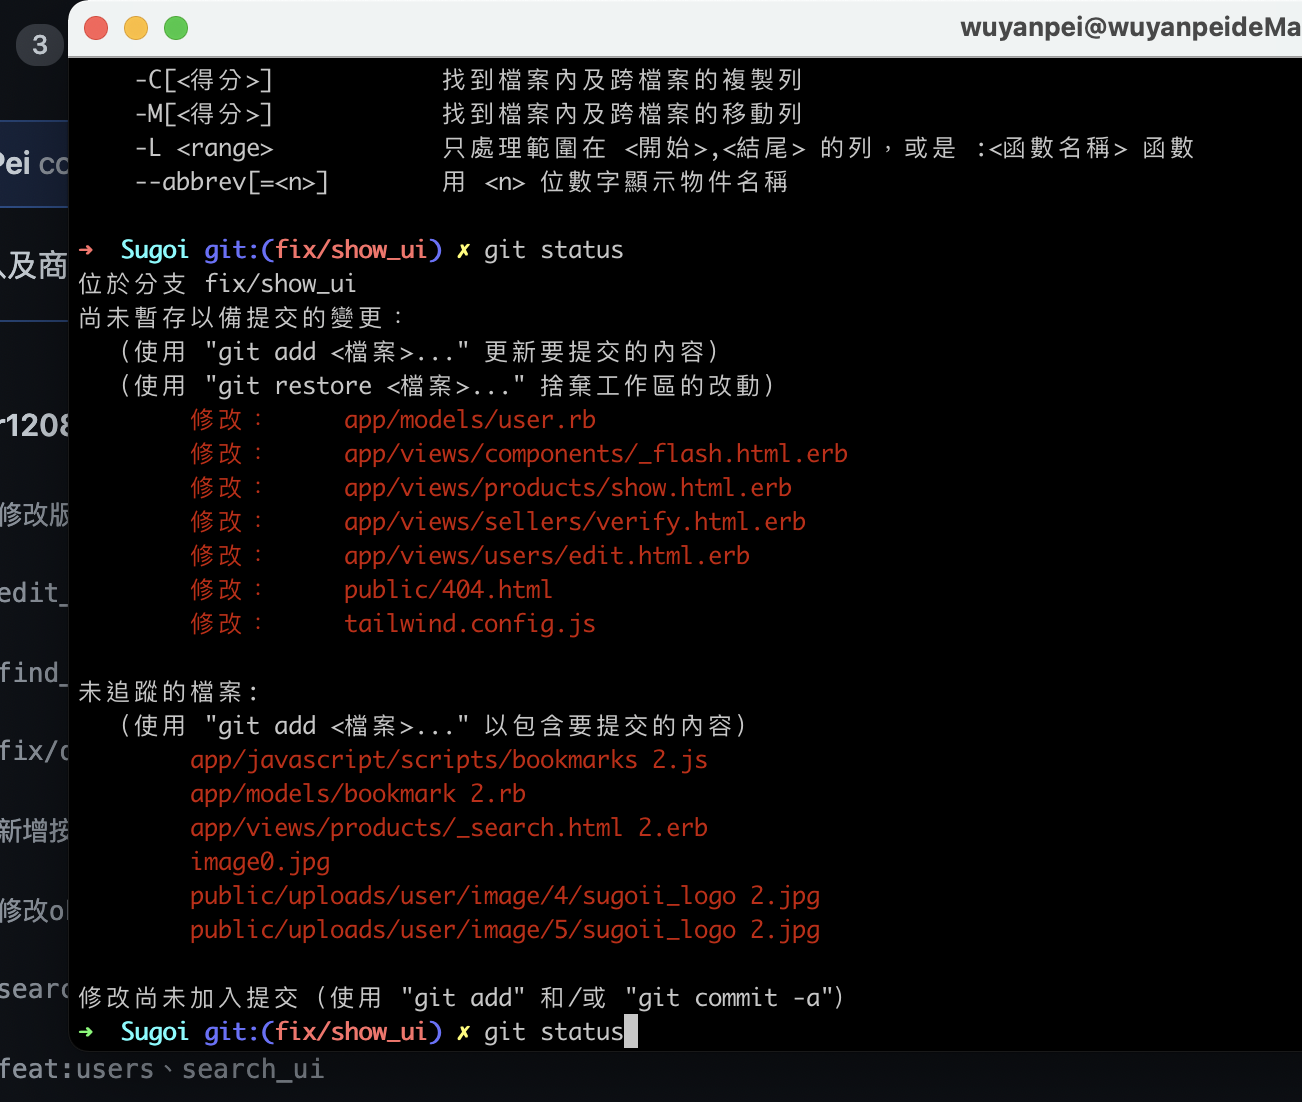 3
wuyanpei@wuyanpeideMa
-C[<得分>] 找到檔案內及跨檔案的複製列
-M[<得分>] 找到檔案內及跨檔案的移動列
-L <range> 只處理範圍在 <開始>,<結尾> 的列，或是 :<函數名稱> 函數
--abbrev[=<n>] 用 <n> 位數字顯示物件名稱
Pei co
➜ Sugoi git:(fix/show_ui) ✗ git status
及商
位於分支 fix/show_ui
尚未暫存以備提交的變更：
（使用 "git add <檔案>..." 更新要提交的內容）
（使用 "git restore <檔案>..." 捨棄工作區的改動）
修改： app/models/user.rb
r1208
修改： app/views/components/_flash.html.erb
修改： app/views/products/show.html.erb
修改版
修改： app/views/sellers/verify.html.erb
修改： app/views/users/edit.html.erb
edit_
修改： public/404.html
修改： tailwind.config.js
find_
未追蹤的檔案:
（使用 "git add <檔案>..." 以包含要提交的內容）
fix/
app/javascript/scripts/bookmarks 2.js
app/models/bookmark 2.rb
新增按
app/views/products/_search.html 2.erb
image0.jpg
public/uploads/user/image/4/sugoii_logo 2.jpg
修改o
public/uploads/user/image/5/sugoii_logo 2.jpg
searc
修改尚未加入提交（使用 "git add" 和/或 "git commit -a"）
➜ Sugoi git:(fix/show_ui) ✗ git status
feat:users、search_ui